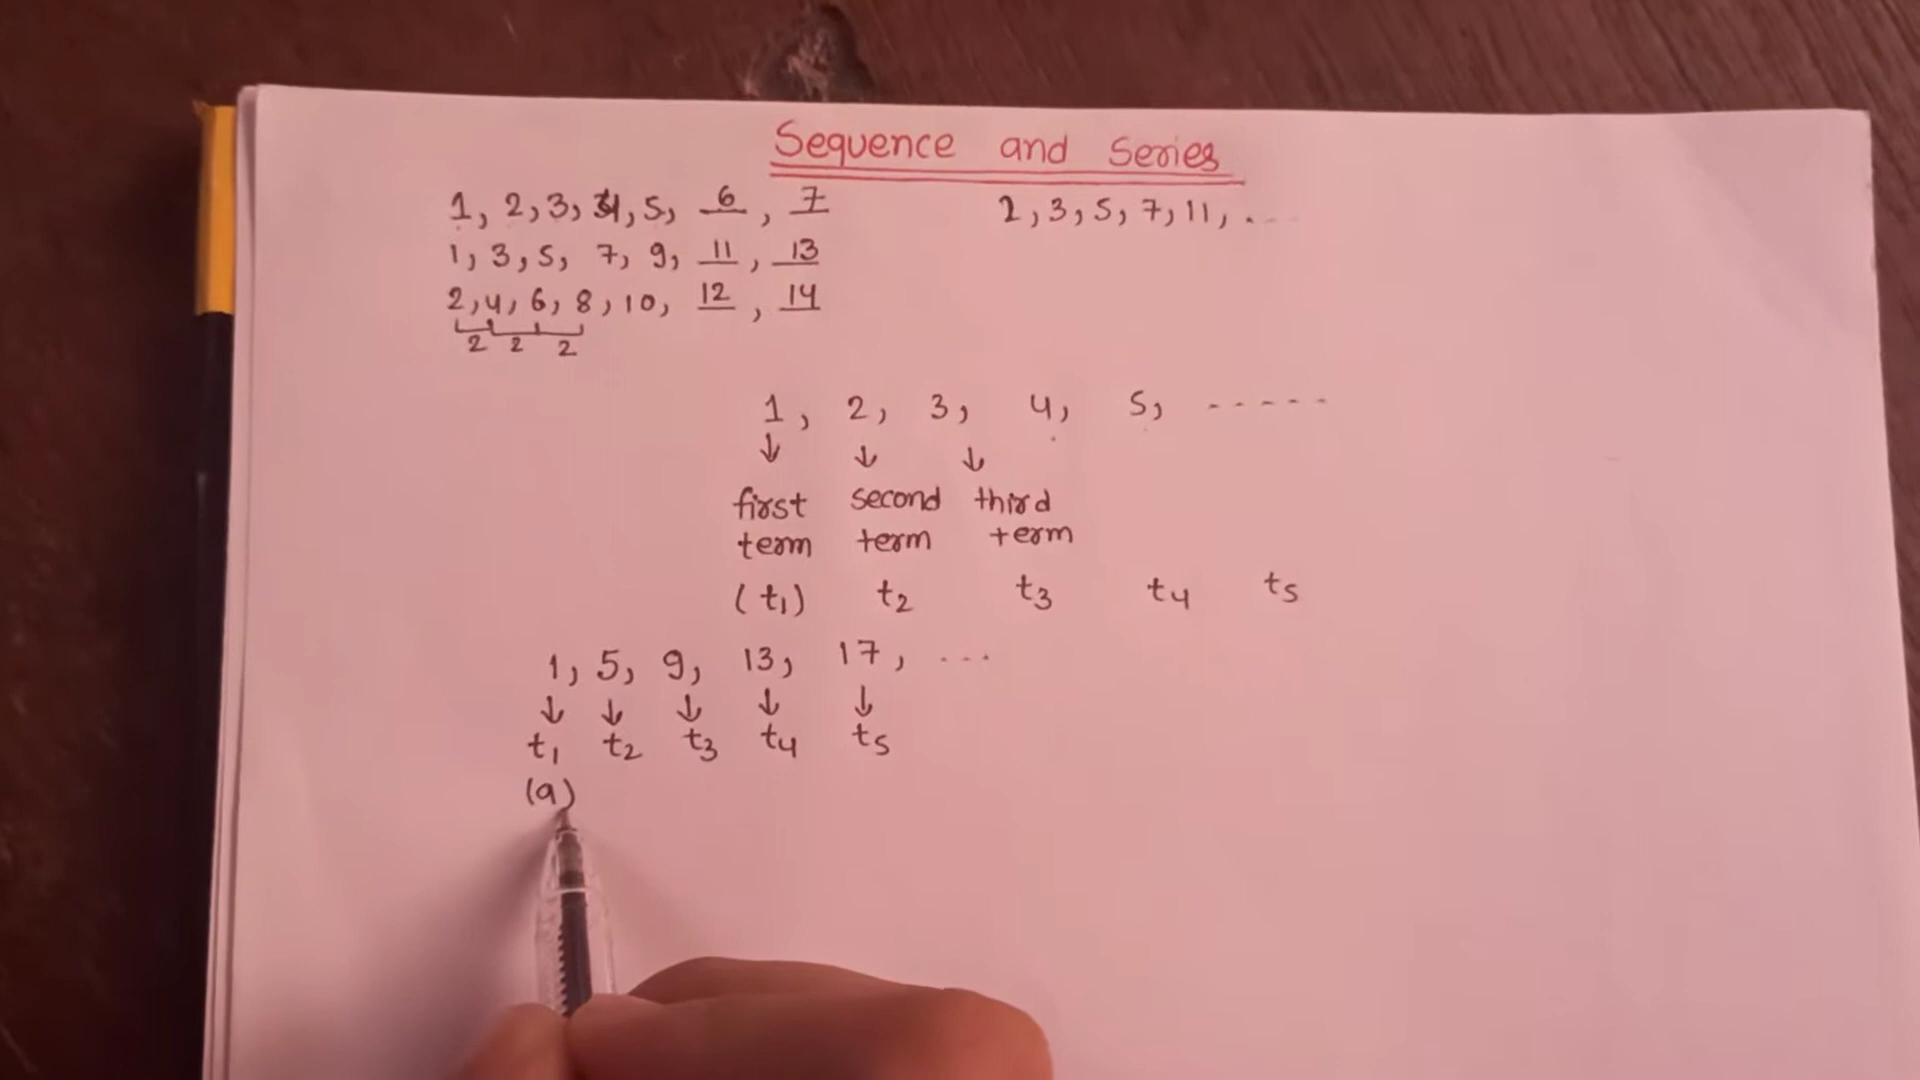 Sequence and Series
1, 2, 3, 4, 5, 6, 7
2, 3, 5, 7, 11, ...
1, 3, 5, 7, 9, 11, 13
2, 4, 6, 8, 10, 12, 14
2 2 2
1, 2, 3, 4, 5, -----
↓ ↓ ↓
first second third
term term term
(t1) t2 t3 t4 t5
1, 5, 9, 13, 17, ...
↓ ↓ ↓ ↓ ↓
t1 t2 t3 t4 t5
(a)